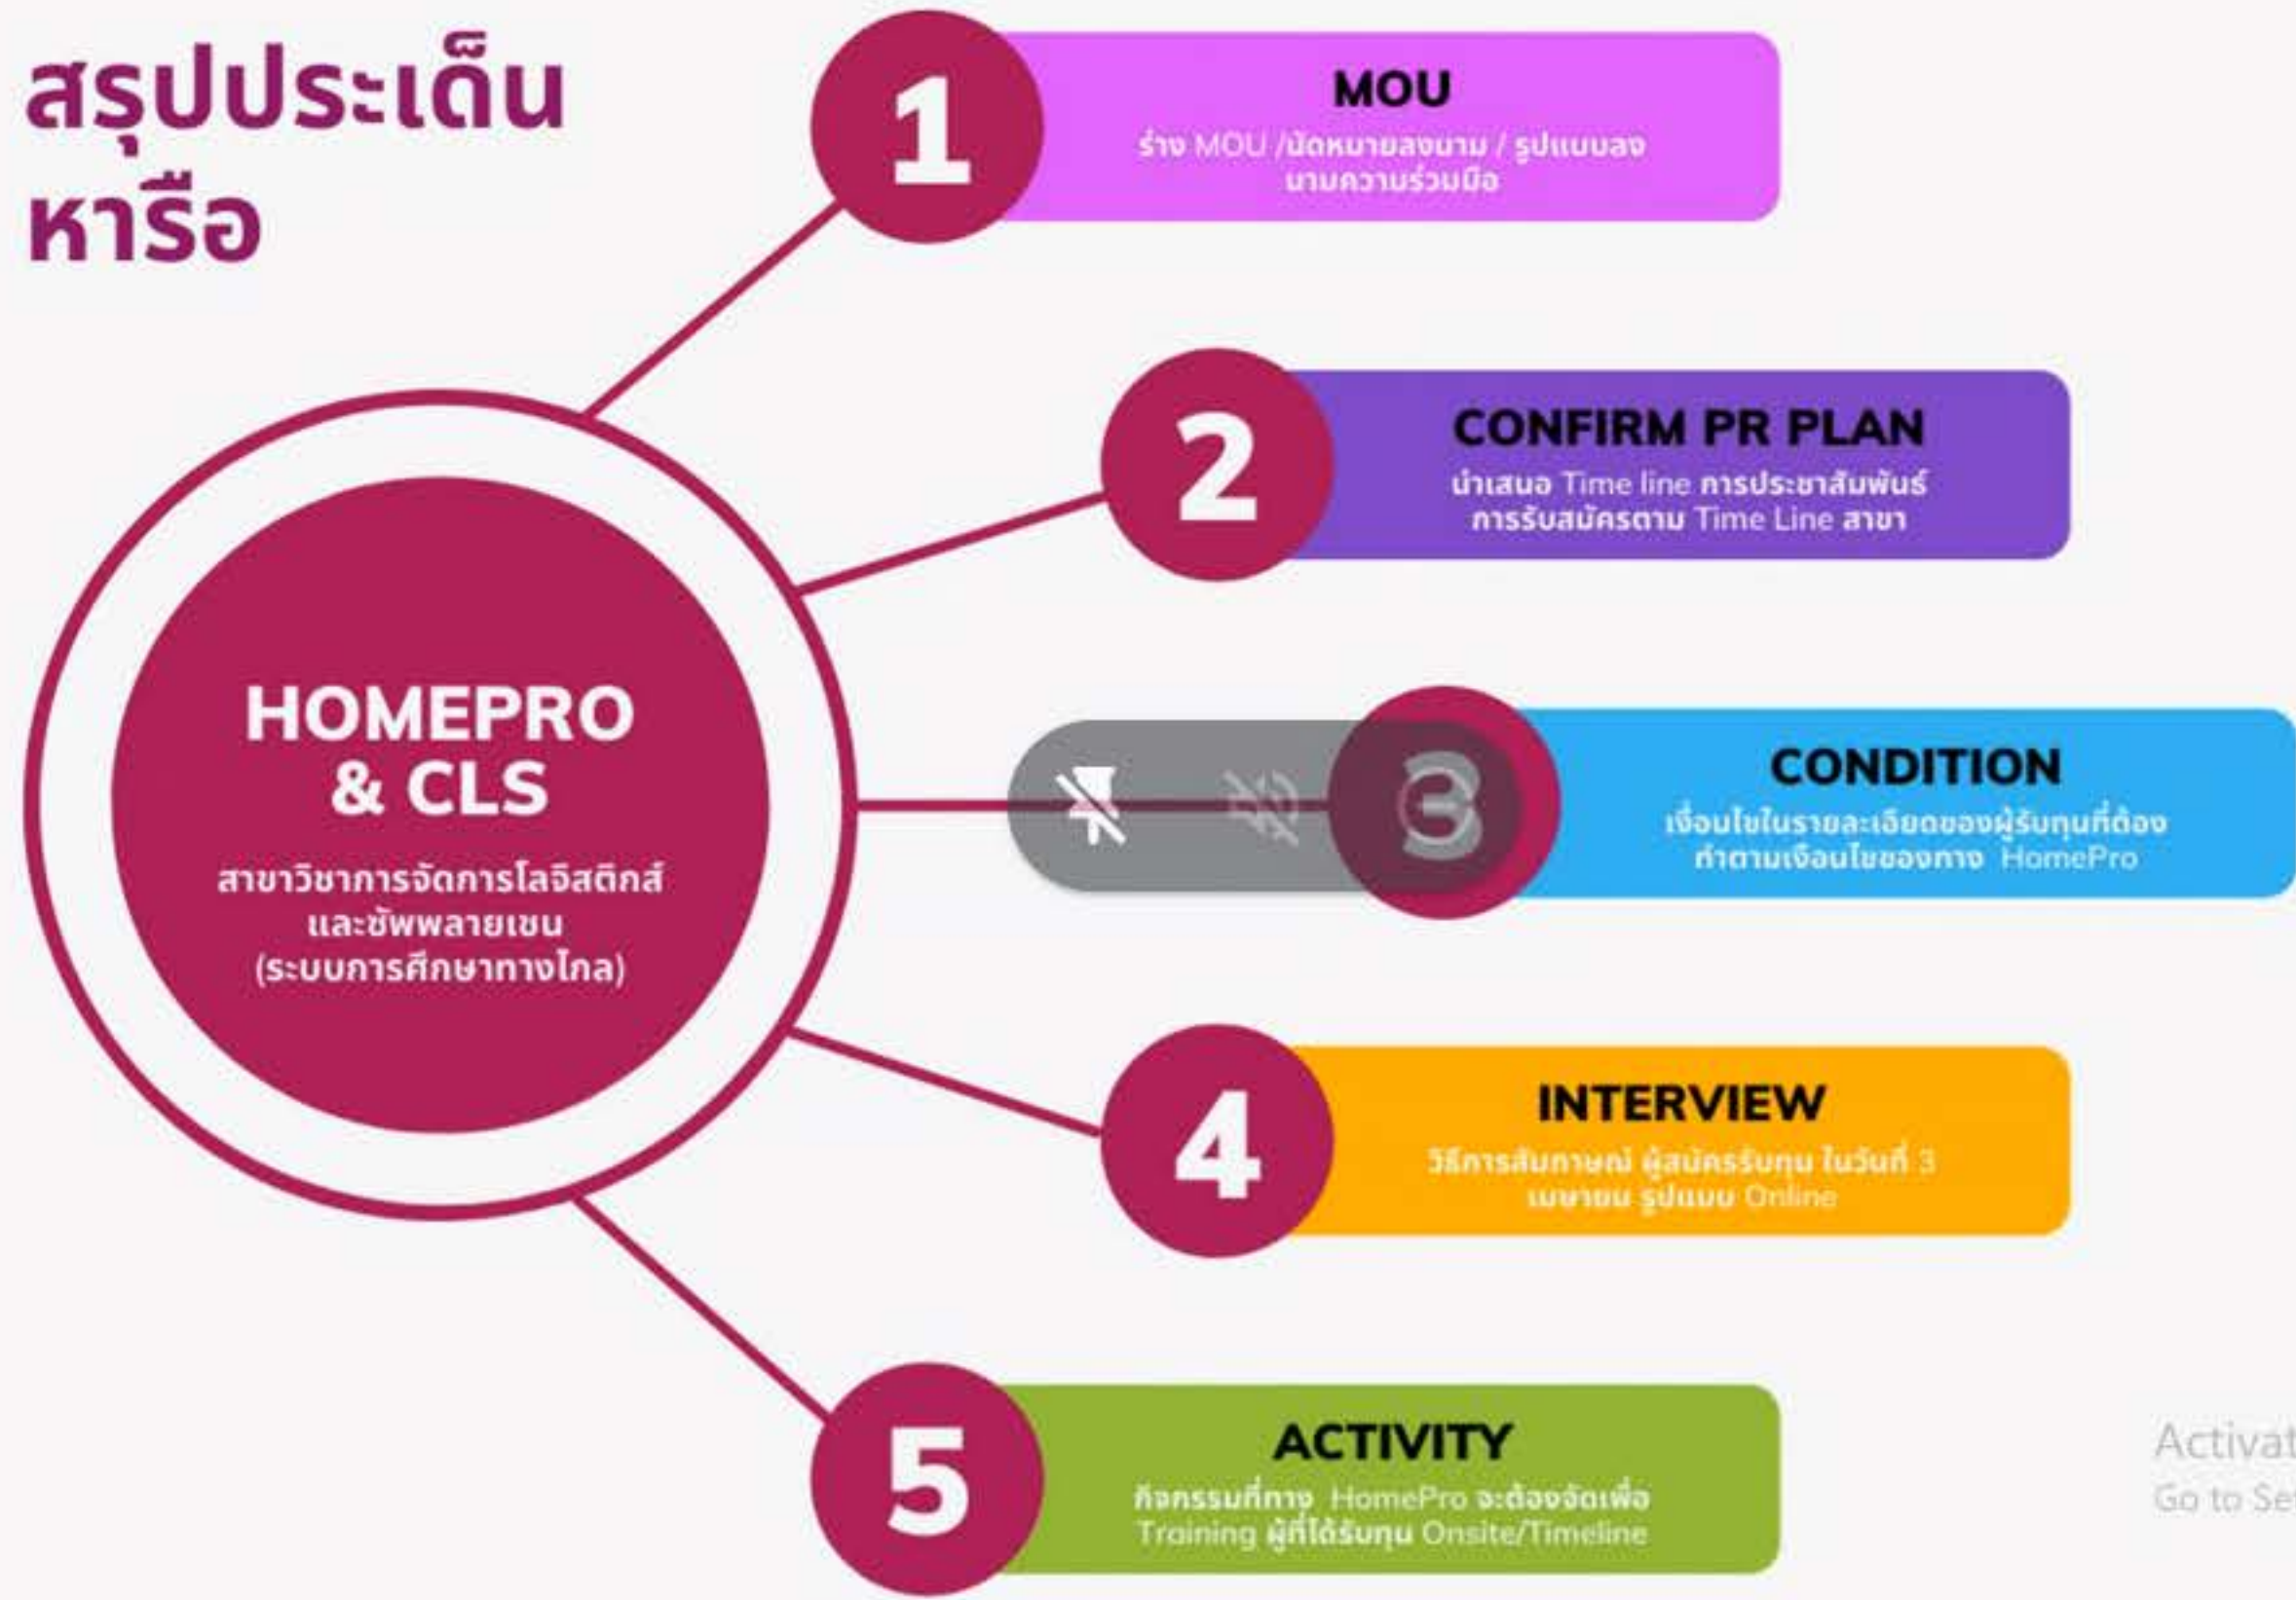 สรุปประเด็น
หารือ
1
MOU
ร่าง MOU /นัดหมายลงนาม / รูปแบบลง
นามความร่วมมือ
2
CONFIRM PR PLAN
นำเสนอ Time line การประชาสัมพันธ์
การรับสมัครตาม Time Line สาขา
HOMEPRO
& CLS
สาขาวิชาการจัดการโลจิสติกส์
และซัพพลายเชน
(ระบบการศึกษาทางไกล)
3
CONDITION
เงื่อนไขในรายละเอียดของผู้รับทุนที่ต้อง
ทำตามเงื่อนไขของทาง HomePro
4
INTERVIEW
วิธีการสัมภาษณ์ ผู้สมัครรับทุน ในวันที่ 3
เมษายน รูปแบบ Online
5
ACTIVITY
กิจกรรมที่ทาง HomePro จะต้องจัดเพื่อ
Training ผู้ที่ได้รับทุน Onsite/Timeline
Activat
Go to Se